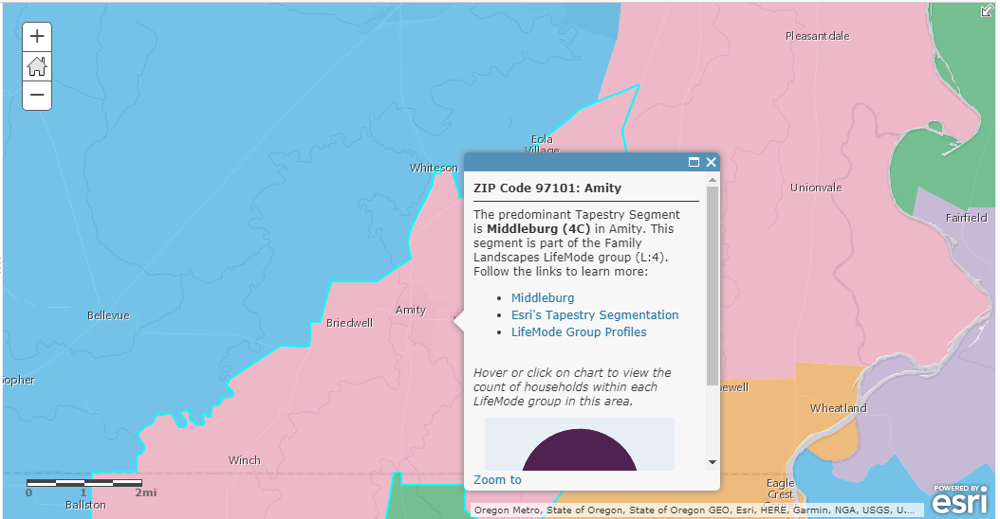 Pleasantdale
+
−
Eola
Village
Whiteson
ZIP Code 97101: Amity
The predominant Tapestry Segment
is Middleburg (4C) in Amity. This
segment is part of the Family
Landscapes LifeMode group (L:4).
Follow the links to learn more:
• Middleburg
• Esri's Tapestry Segmentation
• LifeMode Group Profiles
Hover or click on chart to view the
count of households within each
LifeMode group in this area.
Zoom to
Unionvale
Fairfield
Amity
Bellevue
Briedwell
Gopher
ewell
Wheatland
Winch
0 1 2mi
Ballston
Eagle
Crest
POWERED BY
esri
Oregon Metro, State of Oregon, State of Oregon GEO, Esri, HERE, Garmin, NGA, USGS, U....